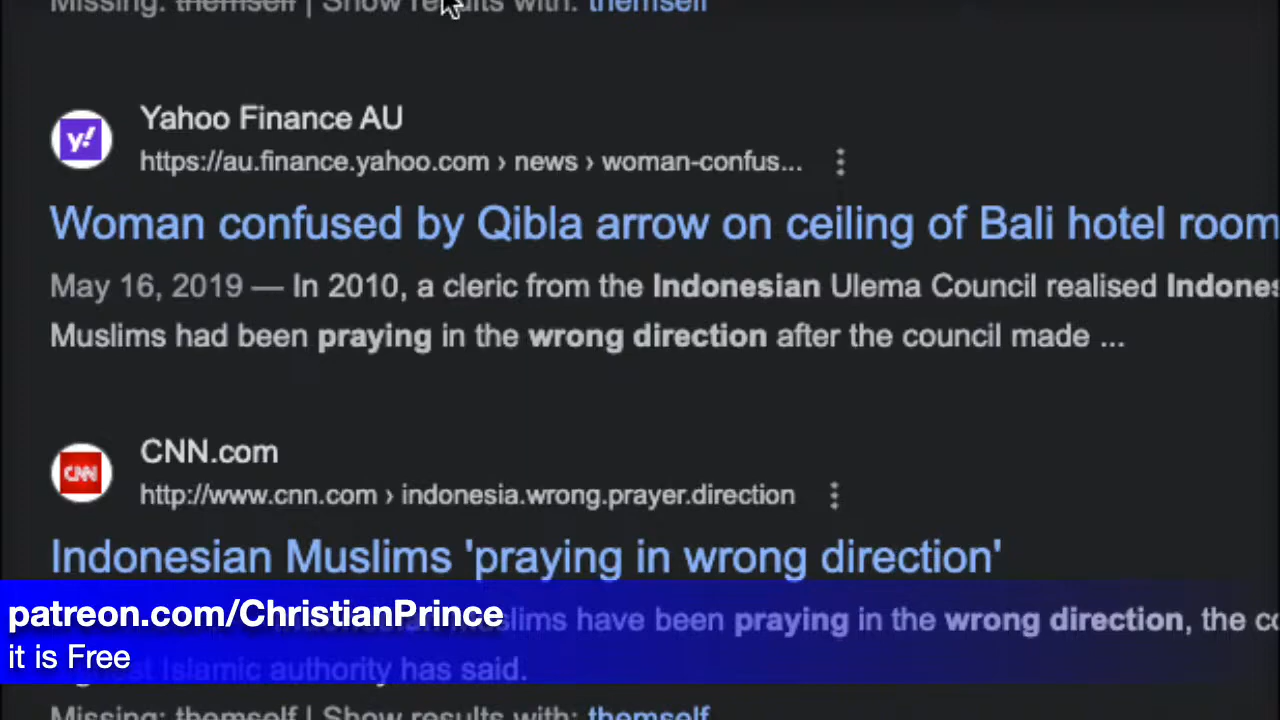 Missing: themself | Show results with: themself
Yahoo Finance AU
https://au.finance.yahoo.com › news › woman-confus...
Woman confused by Qibla arrow on ceiling of Bali hotel room
May 16, 2019 — In 2010, a cleric from the Indonesian Ulema Council realised Indones
Muslims had been praying in the wrong direction after the council made ...
CNN
CNN.com
http://www.cnn.com › indonesia.wrong.prayer.direction
Indonesian Muslims 'praying in wrong direction'
patreon.com/ChristianPrince
slims have been praying in the wrong direction, the co
it is Free
st Islamic authority has said.
Missing: themself | Show results with: themself